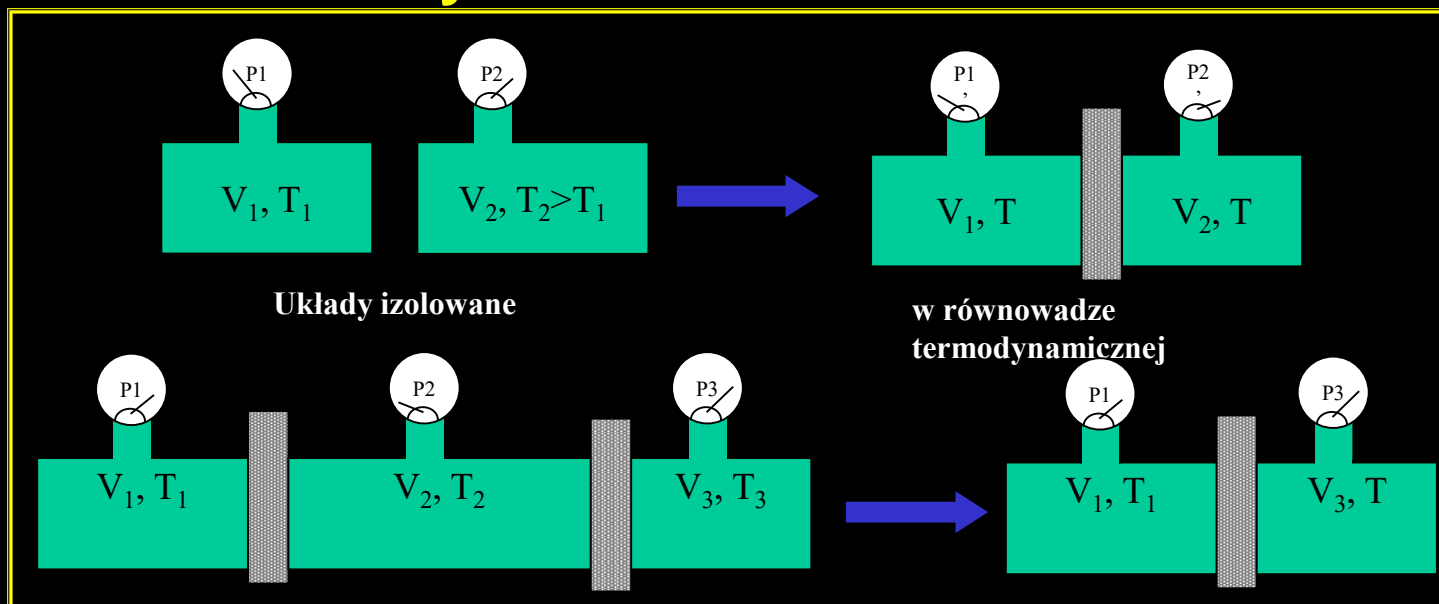 P1
P2
P1
,
P2
,
V₁, T₁
V₂, T₂>T₁
V₁, T
V₂, T
Układy izolowane
w równowadze
termodynamicznej
P1
P2
P3
P1
P3
V₁, T₁
V₂, T₂
V₃, T₃
V₁, T₁
V₃, T